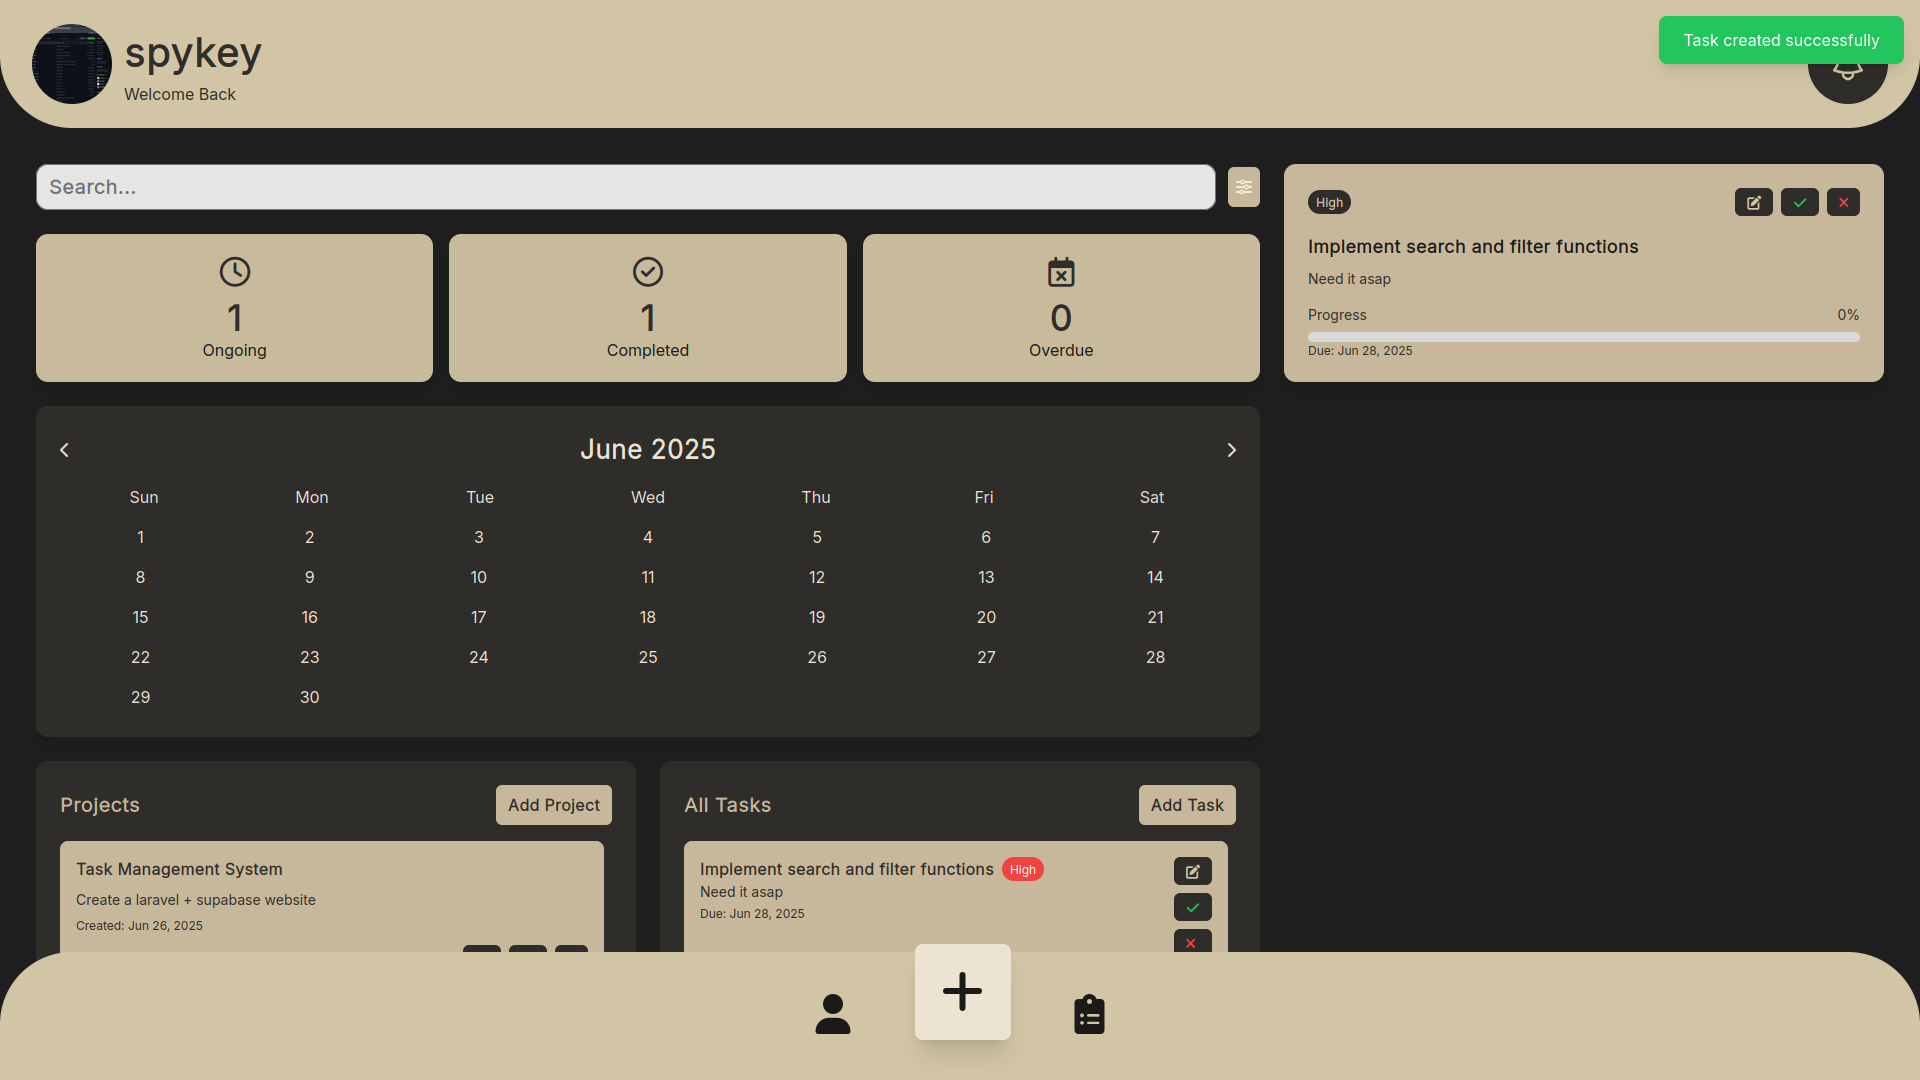 spykey
Welcome Back
Task created successfully
Search...
1
Ongoing
1
Completed
0
Overdue
High
Implement search and filter functions
Need it asap
Progress 0%
Due: Jun 28, 2025
June 2025
Sun Mon Tue Wed Thu Fri Sat
1 2 3 4 5 6 7
8 9 10 11 12 13 14
15 16 17 18 19 20 21
22 23 24 25 26 27 28
29 30
Projects
Add Project
Task Management System
Create a laravel + supabase website
Created: Jun 26, 2025
All Tasks
Add Task
Implement search and filter functions High
Need it asap
Due: Jun 28, 2025